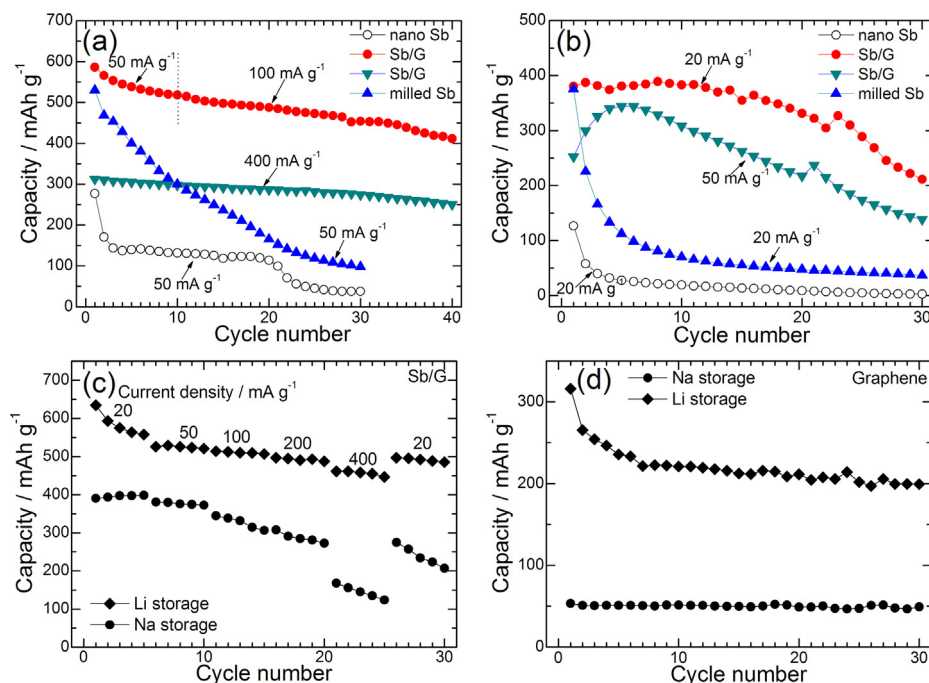 (a)
nano Sb
Sb/G
Sb/G
milled Sb
50 mA g-1
100 mA g-1
400 mA g-1
50 mA g-1
50 mA g-1
700
600
500
400
300
200
100
0
0 10 20 30 40
Capacity / mAh g-1
Cycle number
(b)
nano Sb
Sb/G
Sb/G
milled Sb
20 mA g-1
50 mA g-1
20 mA g-1
20 mA g
500
400
300
200
100
0
0 10 20 30
Capacity / mAh g-1
Cycle number
(c)
Sb/G
Current density / mA g-1
20
50
100
200
400
20
Li storage
Na storage
700
600
500
400
300
200
100
0
0 10 20 30
Capacity / mAh g-1
Cycle number
(d)
Na storage
Li storage
Graphene
300
200
100
0
0 10 20 30
Capacity / mAh g-1
Cycle number